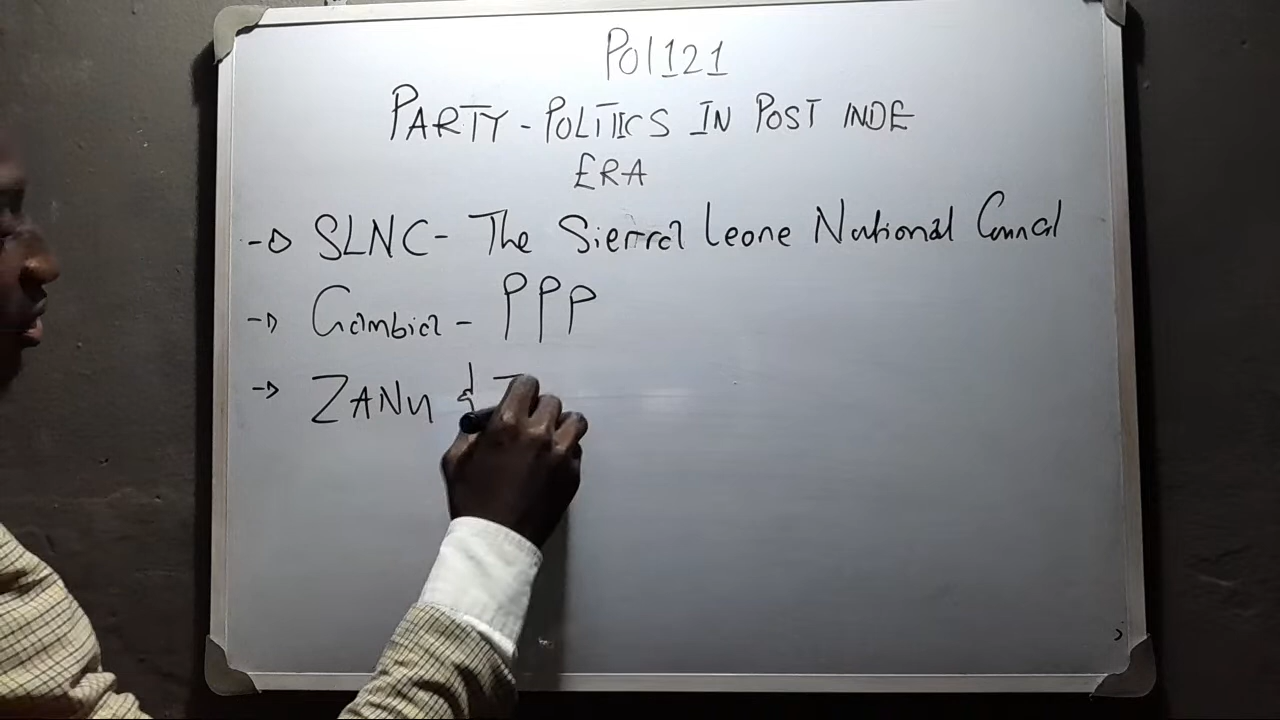 POL121
PARTY-POLITICS IN POST INDE
ERA
SLNC- The Sierra Leone National Council
Gambia - PPP
ZANU &